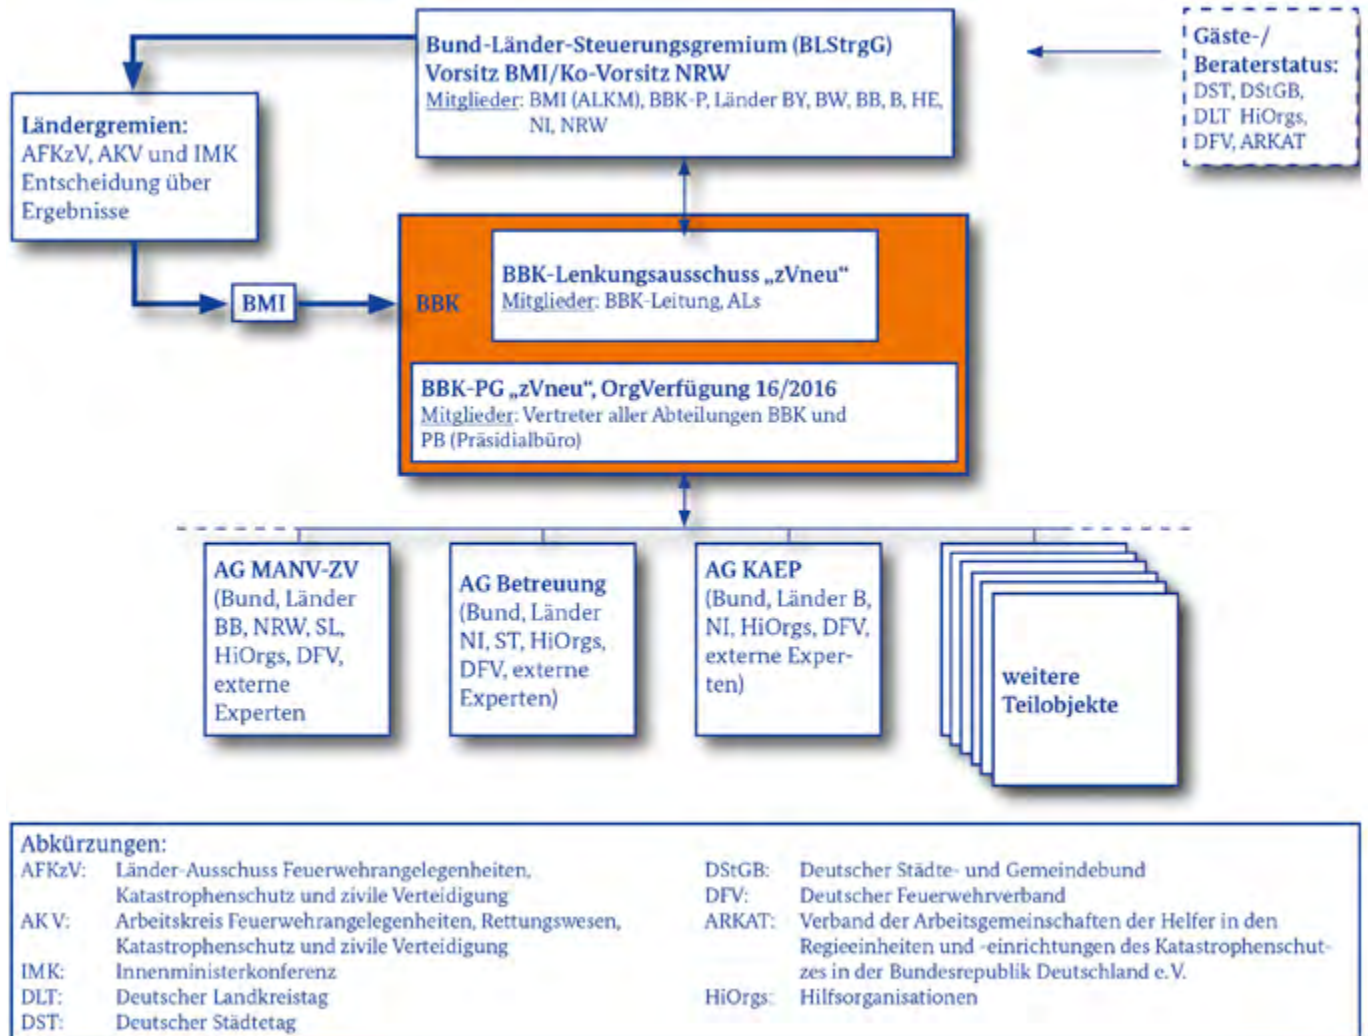 Bund-Länder-Steuerungsgremium (BLStrgG)
Vorsitz BMI/Ko-Vorsitz NRW
Mitglieder: BMI (ALKM), BBK-P, Länder BY, BW, BB, B, HE,
NI, NRW
Gäste-/
Beraterstatus:
DST, DStGB,
DLT HiOrgs,
DFV, ARKAT
Ländergremien:
AFKzV, AKV und IMK
Entscheidung über
Ergebnisse
BMI
BBK
BBK-Lenkungsausschuss „zVneu“
Mitglieder: BBK-Leitung, ALs
BBK-PG „zVneu“, OrgVerfügung 16/2016
Mitglieder: Vertreter aller Abteilungen BBK und
PB (Präsidialbüro)
AG MANV-ZV
(Bund, Länder
BB, NRW, SL,
HiOrgs, DFV,
externe
Experten
AG Betreuung
(Bund, Länder
NI, ST, HiOrgs,
DFV, externe
Experten)
AG KAEP
(Bund, Länder B,
NI, HiOrgs, DFV,
externe Exper-
ten)
weitere
Teilobjekte
Abkürzungen:
AFKzV: Länder-Ausschuss Feuerwehrangelegenheiten,
Katastrophenschutz und zivile Verteidigung
AK V: Arbeitskreis Feuerwehrangelegenheiten, Rettungswesen,
Katastrophenschutz und zivile Verteidigung
IMK: Innenministerkonferenz
DLT: Deutscher Landkreistag
DST: Deutscher Städtetag
DStGB: Deutscher Städte- und Gemeindebund
DFV: Deutscher Feuerwehrverband
ARKAT: Verband der Arbeitsgemeinschaften der Helfer in den
Regieeinheiten und -einrichtungen des Katastrophenschut-
zes in der Bundesrepublik Deutschland e. V.
HiOrgs: Hilfsorganisationen